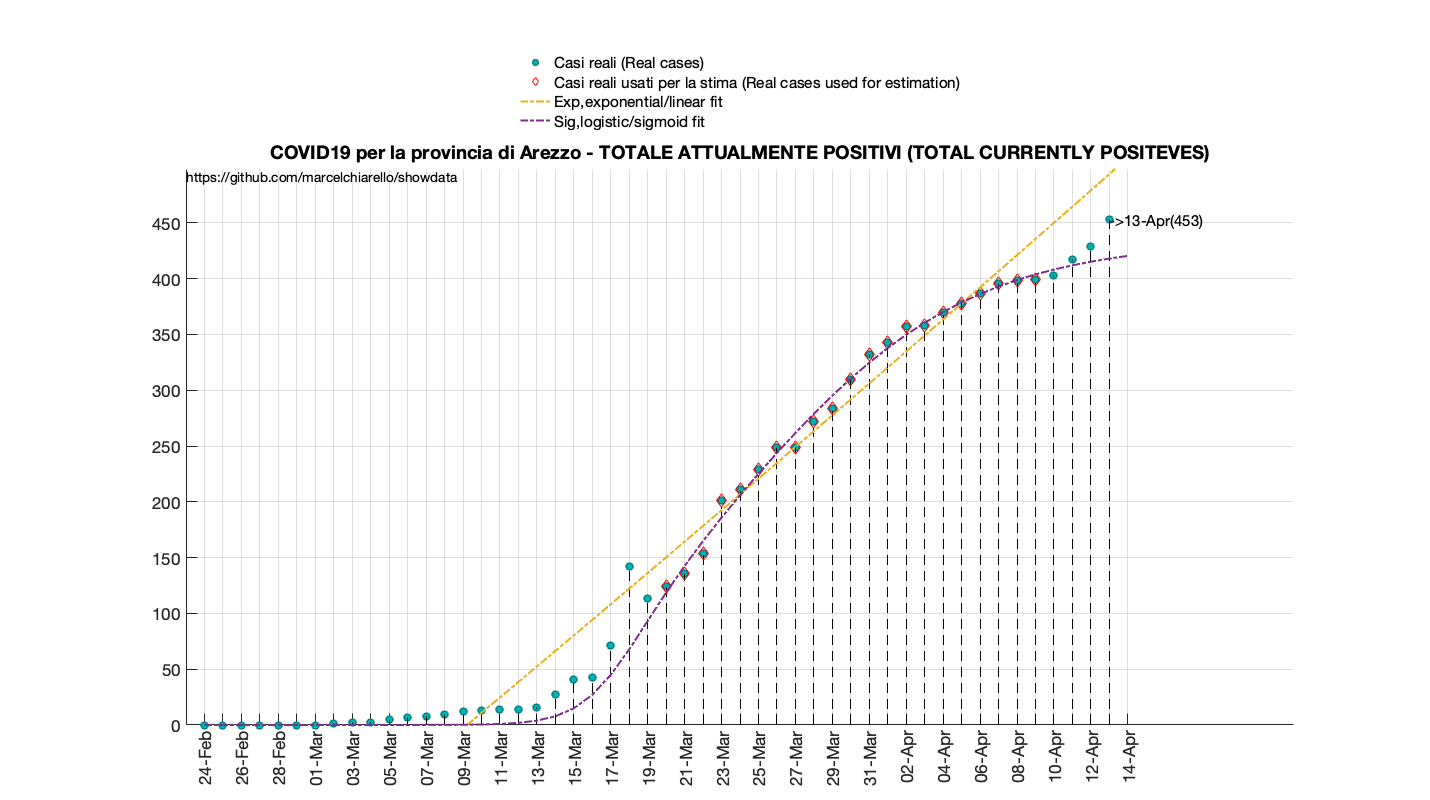 Casi reali (Real cases)
Casi reali usati per la stima (Real cases used for estimation)
Exp,exponential/linear fit
Sig,logistic/sigmoid fit
COVID19 per la provincia di Arezzo - TOTALE ATTUALMENTE POSITIVI (TOTAL CURRENTLY POSITEVES)
https://github.com/marcelchiarello/showdata
450
>13-Apr(453)
400
350
300
250
200
150
100
50
0
24-Feb
26-Feb
28-Feb
01-Mar
03-Mar
05-Mar
07-Mar
09-Mar
11-Mar
13-Mar
15-Mar
17-Mar
19-Mar
21-Mar
23-Mar
25-Mar
27-Mar
29-Mar
31-Mar
02-Apr
04-Apr
06-Apr
08-Apr
10-Apr
12-Apr
14-Apr